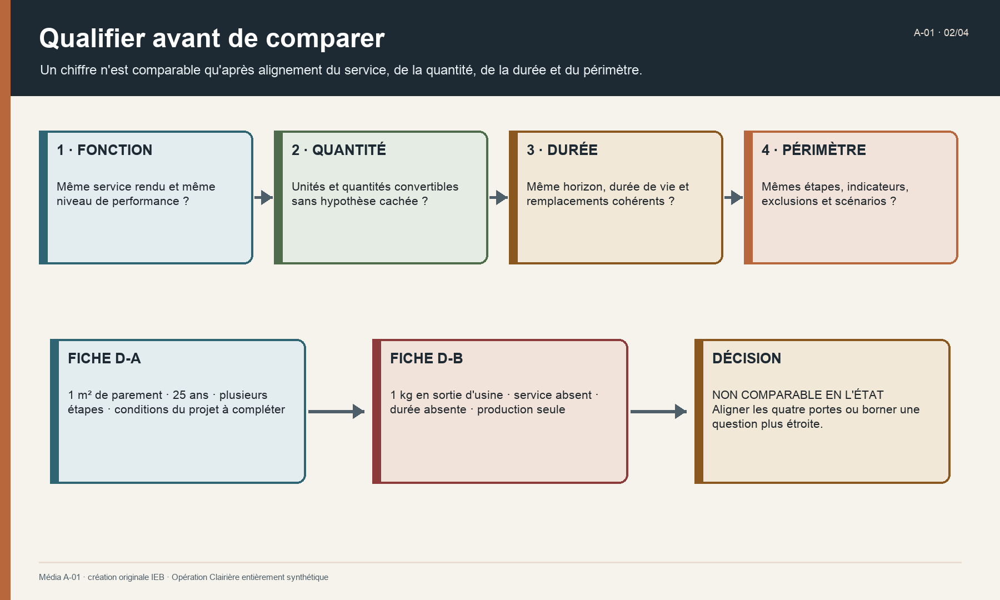 Qualifier avant de comparer
A-01 · 02/04
Un chiffre n'est comparable qu'après alignement du service, de la quantité, de la durée et du périmètre.
1 · FONCTION
Même service rendu et même
niveau de performance ?
2 · QUANTITÉ
Unités et quantités convertibles
sans hypothèse cachée ?
3 · DURÉE
Même horizon, durée de vie et
remplacements cohérents ?
4 · PÉRIMÈTRE
Mêmes étapes, indicateurs,
exclusions et scénarios ?
FICHE D-A
1 m² de parement · 25 ans · plusieurs
étapes · conditions du projet à compléter
FICHE D-B
1 kg en sortie d'usine · service absent ·
durée absente · production seule
DÉCISION
NON COMPARABLE EN L'ÉTAT
Aligner les quatre portes ou borner une
question plus étroite.
Média A-01 · création originale IEB · Opération Clairière entièrement synthétique